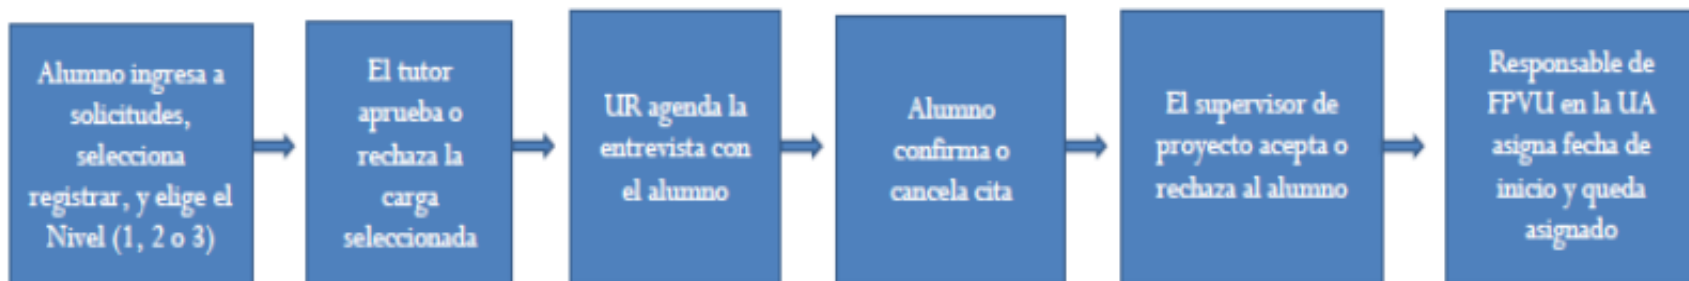 Alumno ingresa a
solicitudes,
selecciona
registrar, y elige el
Nivel (1, 2 o 3)
El tutor
aprueba o
rechaza la
carga
seleccionada
UR agenda la
entrevista con
el alumno
Alumno
confirma o
cancela cita
El supervisor de
proyecto acepta o
rechaza al alumno
Responsable de
FPVU en la UA
asigna fecha de
inicio y queda
asignado